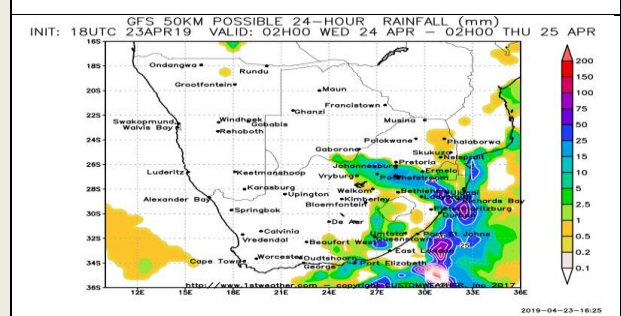 GFS 50KM POSSIBLE 24-HOUR RAINFALL (mm)
INIT: 18UTC 23APR19 VALID: 02H00 WED 24 APR - 02H00 THU 25 APR
16S
Ondangwa
Rundu
200
18S
150
Grootfontein
Maun
100
20S
Francistown
75
Ghanzi
22S
Musina
50
Swakopmund
Windhoek
Gobabis
Walvis Bay
Rehoboth
25
24S
Polokwane
Phalaborwa
Gaborone
Skukuza
15
Nelspruit
26S
Johannesburg
Pretoria
10
Luderitz
Keetmanshoop
Vryburg
Potchefstroom
Ermelo
5
28S
Karasburg
Welkom
Bethlehem
Upington
Kimberley
2.5
Alexander Bay
Bloemfontein
Richards Bay
30S
Springbok
Pietermaritzburg
1
De Aar
Durban
0.5
32S
Calvinia
Umtata
Port St Johns
Vredendal
Beaufort West
Queenstown
0.2
East London
34S
Cape Town
Worcester
Oudtshoorn
0.1
George
Port Elizabeth
http://www.1stweather.com - copyright CUSTOMWEATHER, inc 2017
36S
12E
15E
18E
21E
24E
27E
30E
33E
36E
2019-04-23-16:25